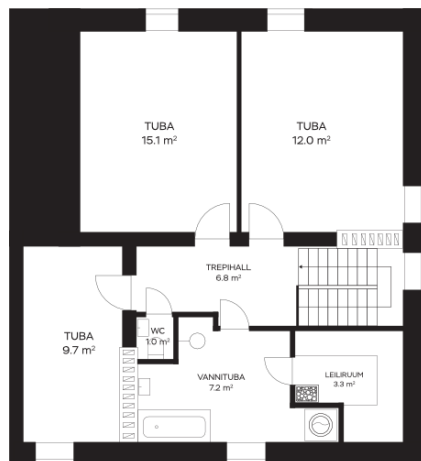 TUBA
15.1 m²
TUBA
12.0 m²
TREPIHALL
6.8 m²
TUBA
9.7 m²
WC
1.0 m²
VANNITUBA
7.2 m²
LEILIRUUM
3.3 m²